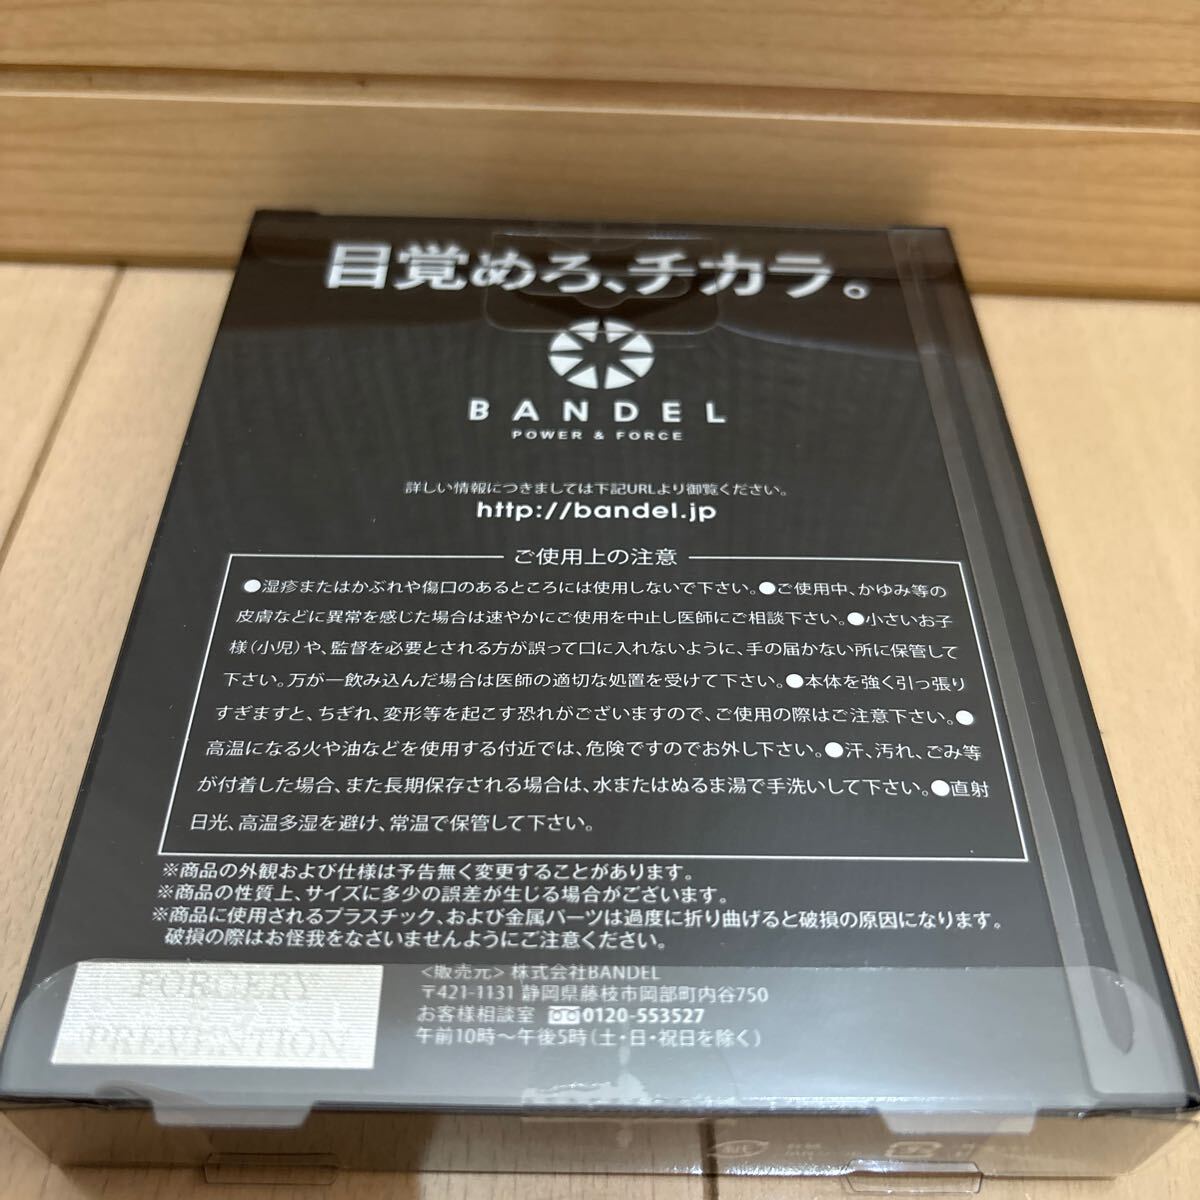 目覚めろ、チカラ。
BANDEL
POWER & FORCE
詳しい情報につきましては下記URLより御覧ください。
http://bandel.jp
ご使用上の注意
●湿疹またはかぶれや傷口のあるところには使用しないで下さい。●ご使用中、かゆみ等の
皮膚などに異常を感じた場合は速やかにご使用を中止し医師にご相談下さい。●小さいお子
様(小児)や、監督を必要とされる方が誤って口に入れないように、手の届かない所に保管して
下さい。万が一飲み込んだ場合は医師の適切な処置を受けて下さい。●本体を強く引っ張り
すぎますと、ちぎれ、変形等を起こす恐れがございますので、ご使用の際はご注意下さい。●
高温になる火や油などを使用する付近では、危険ですのでお外し下さい。●汗、汚れ、ごみ等
が付着した場合、また長期保存される場合は、水またはぬるま湯で手洗いして下さい。●直射
日光、高温多湿を避け、常温で保管して下さい。
※商品の外観および仕様は予告無く変更することがあります。
※商品の性質上、サイズに多少の誤差が生じる場合がございます。
※商品に使用されるプラスチック、および金属パーツは過度に折り曲げると破損の原因になります。
破損の際はお怪我をなさいませんようにご注意ください。
FORGERY
PREVENTION
<販売元> 株式会社BANDEL
〒421-1131 静岡県藤枝市岡部町内谷750
お客様相談室 0120-553527
午前10時〜午後5時(土・日・祝日を除く)